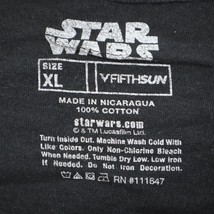 STAR
WARS
SIZE
XL
FIFTHSUN
MADE IN NICARAGUA
100% COTTON
starwars.com
© & TM Lucasfilm Ltd.
Turn Inside Out. Machine Wash Cold With
Like Colors. Only Non-Chlorine Bleach
When Needed. Tumble Dry Low. Low Iron
if Needed. Do Not Iron Decoration.
RN #111647